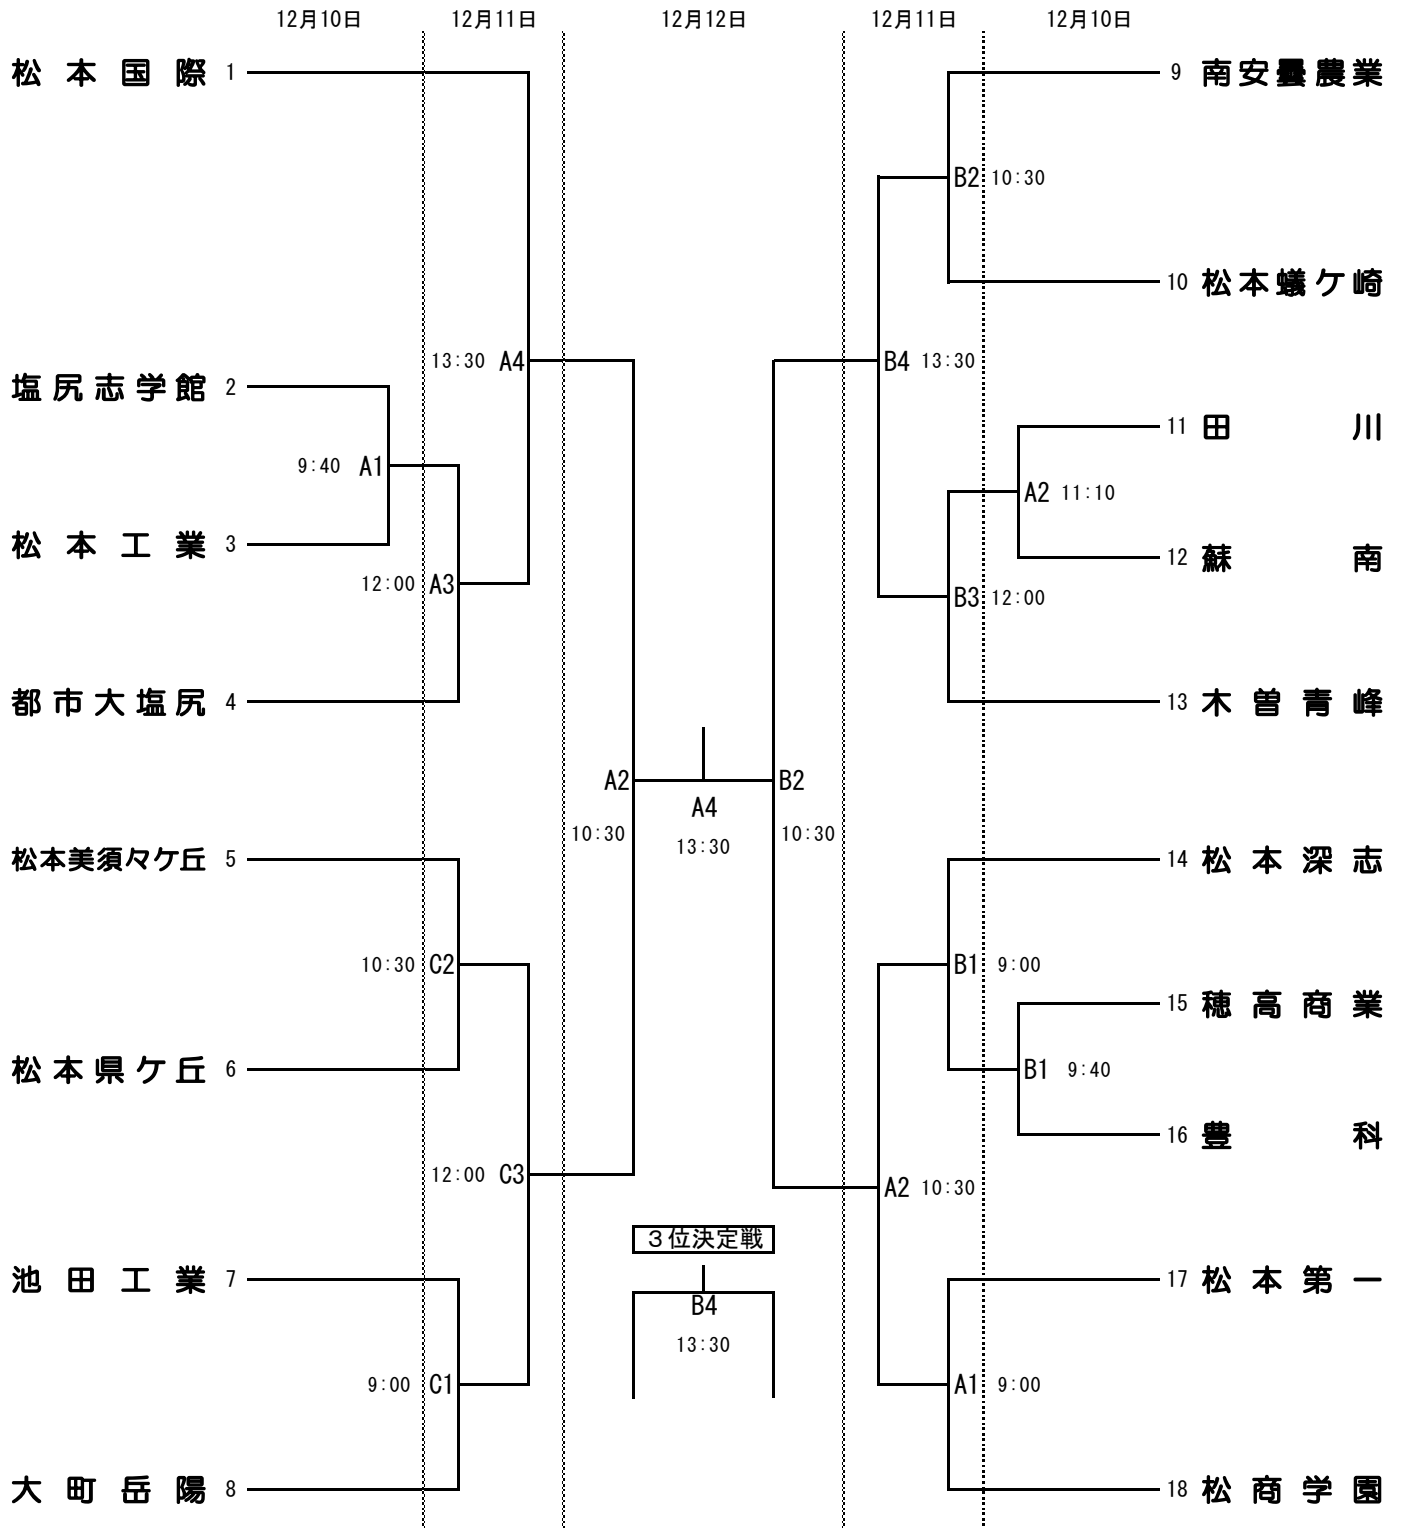 12月10日 12月11日 12月12日 12月11日 12月10日
松本国際 1
9 南安曇農業
B2 10:30
10 松本蟻ケ崎
13:30 A4
B4 13:30
塩尻志学館 2
11 田川
9:40 A1
A2 11:10
松本工業 3
12 蘇南
12:00 A3
B3 12:00
都市大塩尻 4
13 木曽青峰
A2
B2
A4
10:30
13:30
10:30
松本美須々ケ丘 5
14 松本深志
10:30 C2
B1 9:00
15 穂高商業
松本県ケ丘 6
B1 9:40
16 豊科
12:00 C3
A2 10:30
3位決定戦
池田工業 7
17 松本第一
B4
13:30
9:00 C1
A1 9:00
大町岳陽 8
18 松商学園